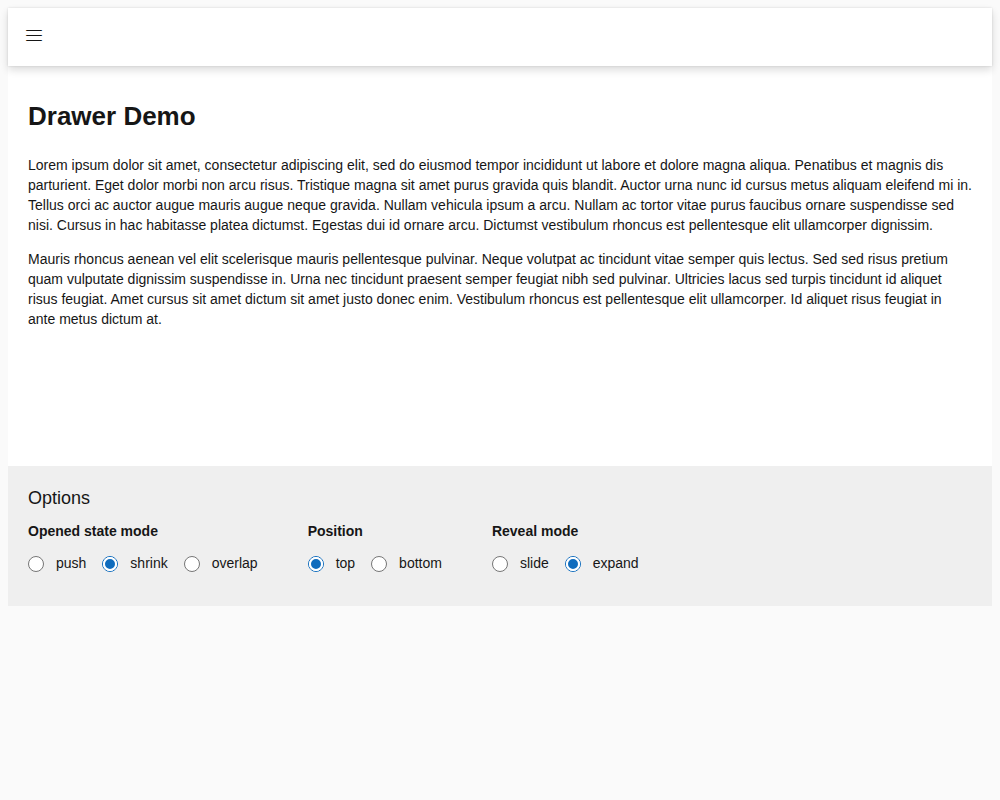 Drawer Demo
Lorem ipsum dolor sit amet, consectetur adipiscing elit, sed do eiusmod tempor incididunt ut labore et dolore magna aliqua. Penatibus et magnis dis
parturient. Eget dolor morbi non arcu risus. Tristique magna sit amet purus gravida quis blandit. Auctor urna nunc id cursus metus aliquam eleifend mi in.
Tellus orci ac auctor augue mauris augue neque gravida. Nullam vehicula ipsum a arcu. Nullam ac tortor vitae purus faucibus ornare suspendisse sed
nisi. Cursus in hac habitasse platea dictumst. Egestas dui id ornare arcu. Dictumst vestibulum rhoncus est pellentesque elit ullamcorper dignissim.
Mauris rhoncus aenean vel elit scelerisque mauris pellentesque pulvinar. Neque volutpat ac tincidunt vitae semper quis lectus. Sed sed risus pretium
quam vulputate dignissim suspendisse in. Urna nec tincidunt praesent semper feugiat nibh sed pulvinar. Ultricies lacus sed turpis tincidunt id aliquet
risus feugiat. Amet cursus sit amet dictum sit amet justo donec enim. Vestibulum rhoncus est pellentesque elit ullamcorper. Id aliquet risus feugiat in
ante metus dictum at.
Options
Opened state mode Position Reveal mode
push shrink overlap top bottom slide expand